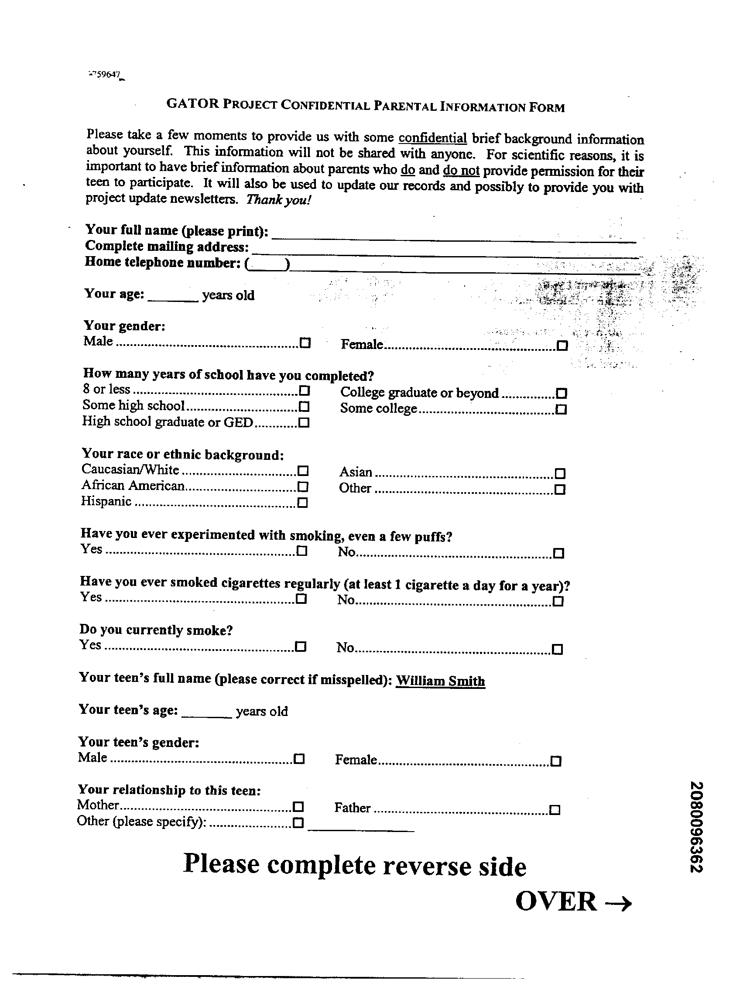 GATOR PROJECT CONFIDENTIAL PARENTAL INFORMATION FORM
Please take a few moments to provide us with some confidential brief background information
about yourself. This information will not be shared with anyone. For scientific reasons, it is
important to have brief information about parents who do and do not provide permission for their
teen to participate. It will also be used to update our records and possibly to provide you with
project update newsletters. Thank you!
Your full name (please print): ____
Complete mailing address: ____
Home telephone number: (____)____
Your age: ____ years old
Your gender:
Male ....☐ Female....☐
How many years of school have you completed?
8 or less ....☐ College graduate or beyond ....☐
Some high school....☐ Some college....☐
High school graduate or GED....☐
Your race or ethnic background:
Caucasian/White ....☐ Asian ....☐
African American....☐ Other ....☐
Hispanic ....☐
Have you ever experimented with smoking, even a few puffs?
Yes ....☐ No....☐
Have you ever smoked cigarettes regularly (at least 1 cigarette a day for a year)?
Yes ....☐ No....☐
Do you currently smoke?
Yes ....☐ No....☐
Your teen's full name (please correct if misspelled): William Smith
Your teen's age: ____ years old
Your teen's gender:
Male ....☐ Female....☐
Your relationship to this teen:
Mother....☐ Father ....☐
Other (please specify): ....☐ ____
Please complete reverse side
OVER →
2080096362